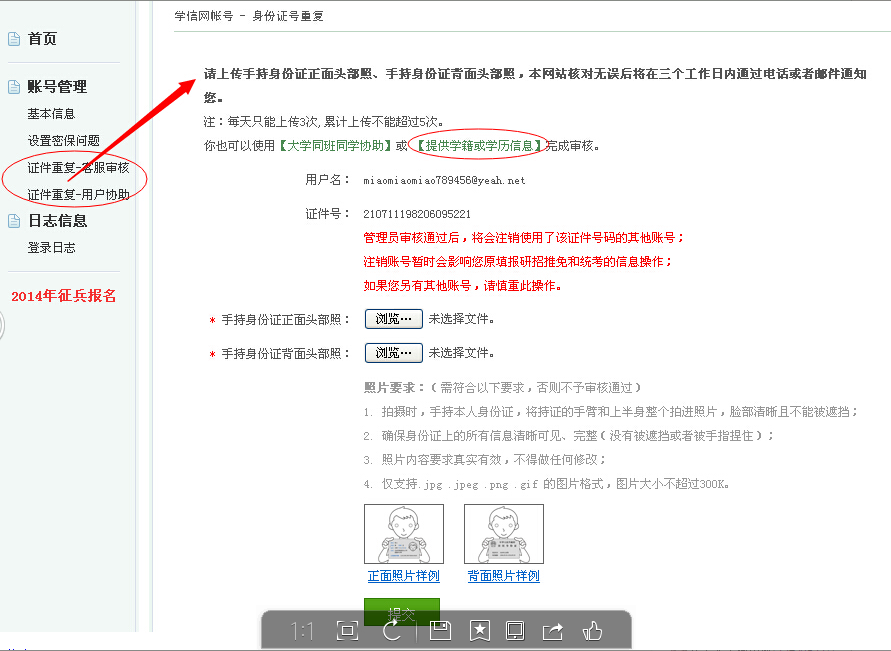 学信网帐号 - 身份证号重复
首页
账号管理
基本信息
设置密保问题
证件重复-客服审核
证件重复-用户协助
日志信息
登录日志
2014年征兵报名
请上传手持身份证正面头部照、手持身份证背面头部照，本网站核对无误后将在三个工作日内通过电话或者邮件通知
您。
注：每天只能上传3次,累计上传不能超过5次。
你也可以使用【大学同班同学协助】或【提供学籍或学历信息】完成审核。
用户名： miaomiaomiao789456@yeah.net
证件号： 210711198206095221
管理员审核通过后，将会注销使用了该证件号码的其他账号；
注销账号暂时会影响您原填报研招推免和统考的信息操作；
如果您另有其他账号，请慎重此操作。
* 手持身份证正面头部照： 浏览… 未选择文件。
* 手持身份证背面头部照： 浏览… 未选择文件。
照片要求：（需符合以下要求，否则不予审核通过）
1. 拍摄时，手持本人身份证，将持证的手臂和上半身整个拍进照片，脸部清晰且不能被遮挡；
2. 确保身份证上的所有信息清晰可见、完整（没有被遮挡或者被手指捏住）；
3. 照片内容要求真实有效，不得做任何修改；
4. 仅支持.jpg .jpeg .png .gif 的图片格式，图片大小不超过300K。
正面照片样例 背面照片样例
提交
1:1